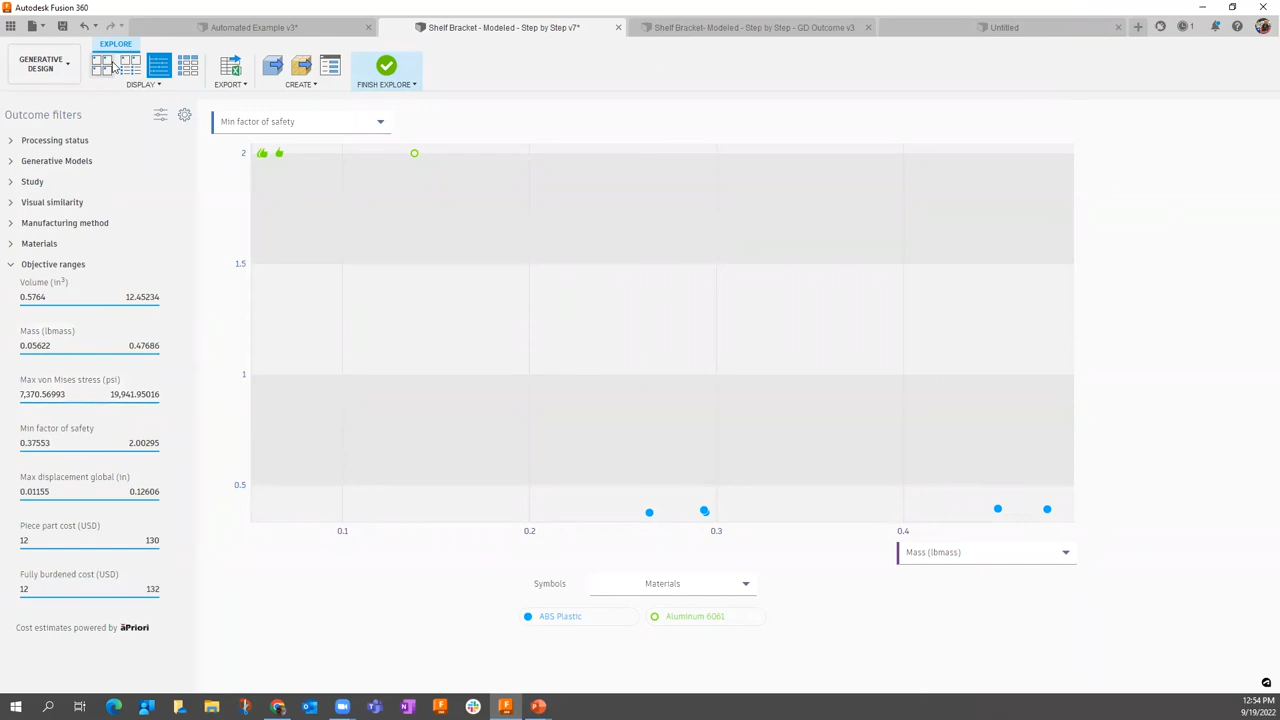 Autodesk Fusion 360
Automated Example v3*
Shelf Bracket - Modeled - Step by Step v7*
Shelf Bracket- Modeled - Step by Step - GD Outcome v3
Untitled
1
GENERATIVE
DESIGN
EXPLORE
DISPLAY
EXPORT
CREATE
FINISH EXPLORE
Outcome filters
Processing status
Generative Models
Study
Visual similarity
Manufacturing method
Materials
Objective ranges
Volume (in³)
0.5764 12.45234
Mass (lbmass)
0.05622 0.47686
Max von Mises stress (psi)
7,370.56993 19,941.95016
Min factor of safety
0.37553 2.00295
Max displacement global (in)
0.01155 0.12606
Piece part cost (USD)
12 130
Fully burdened cost (USD)
12 132
Cost estimates powered by aPriori
Min factor of safety
2
1.5
1
0.5
0.1 0.2 0.3 0.4
Mass (lbmass)
Symbols Materials
ABS Plastic Aluminum 6061
12:54 PM
9/19/2022